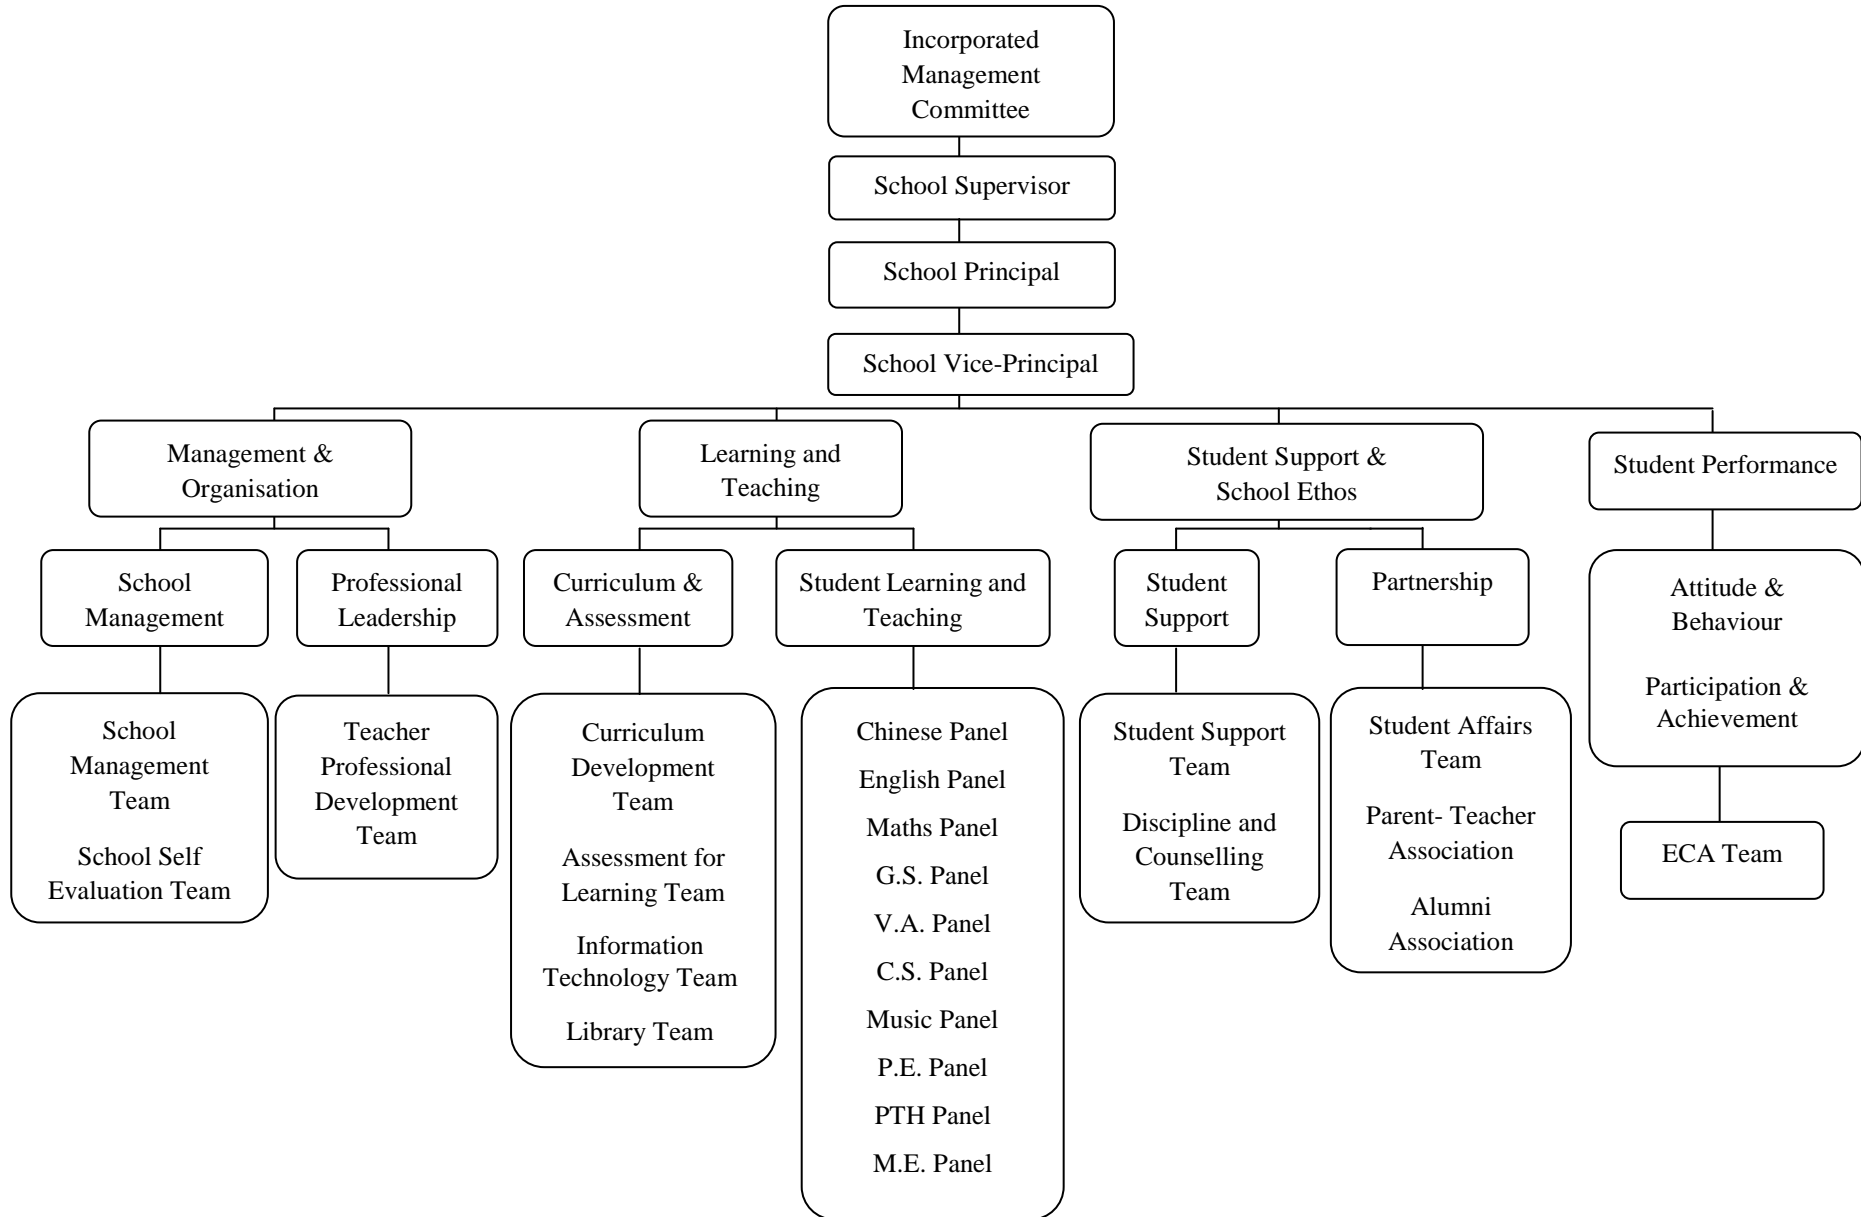 Incorporated
Management
Committee
School Supervisor
School Principal
School Vice-Principal
Management &
Organisation
Learning and
Teaching
Student Support &
School Ethos
Student Performance
School
Management
Professional
Leadership
Curriculum &
Assessment
Student Learning and
Teaching
Student
Support
Partnership
Attitude &
Behaviour
Participation &
Achievement
School
Management
Team
School Self
Evaluation Team
Teacher
Professional
Development
Team
Curriculum
Development
Team
Assessment for
Learning Team
Information
Technology Team
Library Team
Chinese Panel
English Panel
Maths Panel
G.S. Panel
V.A. Panel
C.S. Panel
Music Panel
P.E. Panel
PTH Panel
M.E. Panel
Student Support
Team
Discipline and
Counselling
Team
Student Affairs
Team
Parent- Teacher
Association
Alumni
Association
ECA Team